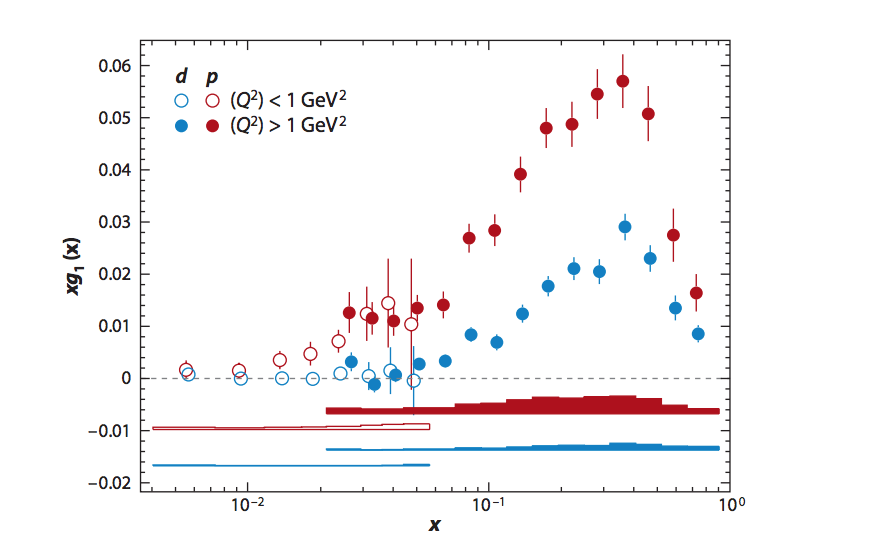 0.06
0.05
0.04
0.03
0.02
0.01
0
−0.01
−0.02
xg₁ (x)
d p
⟨Q²⟩ < 1 GeV²
⟨Q²⟩ > 1 GeV²
10⁻² 10⁻¹ 10⁰
x